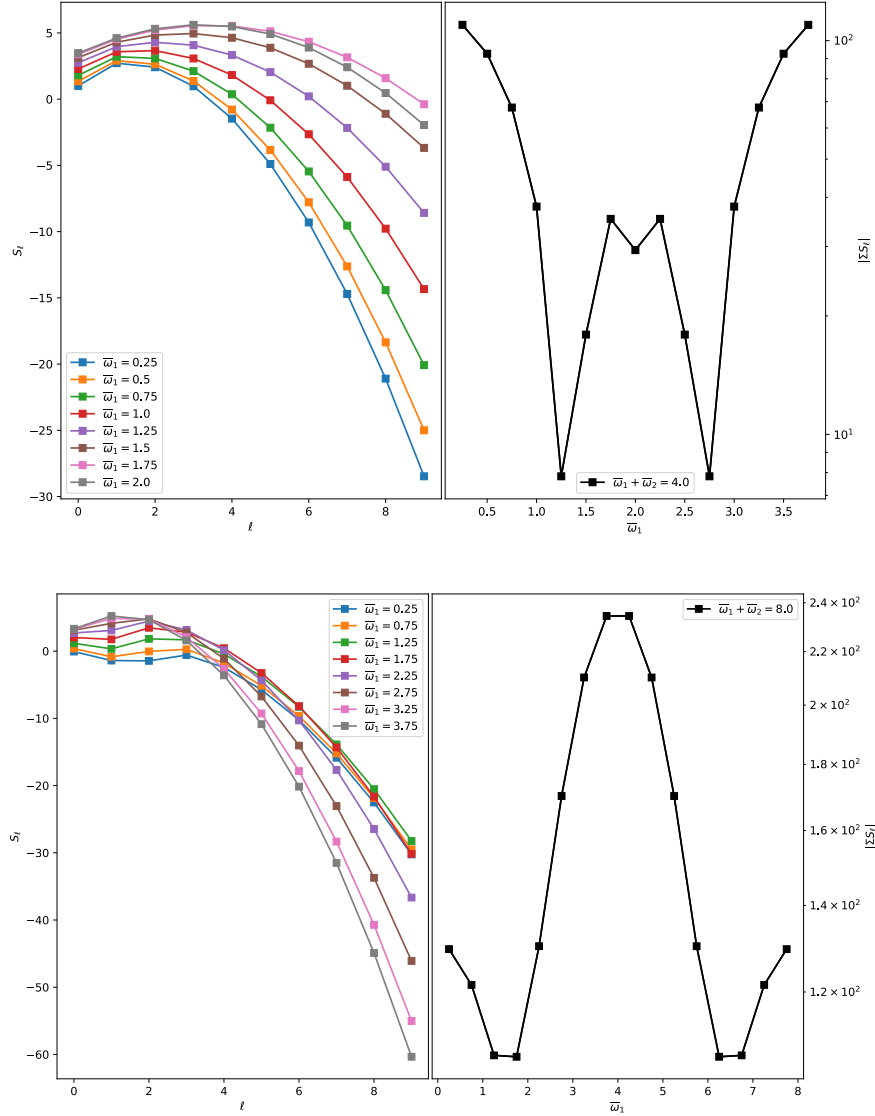 5
0
−5
−10
−15
−20
−25
−30
S_ℓ
0 2 4 6 8
ℓ
ω̅₁ = 0.25
ω̅₁ = 0.5
ω̅₁ = 0.75
ω̅₁ = 1.0
ω̅₁ = 1.25
ω̅₁ = 1.5
ω̅₁ = 1.75
ω̅₁ = 2.0
10²
10¹
|ΣS_ℓ|
0.5 1.0 1.5 2.0 2.5 3.0 3.5
ω̅₁
ω̅₁ + ω̅₂ = 4.0
0
−10
−20
−30
−40
−50
−60
S_ℓ
0 2 4 6 8
ℓ
ω̅₁ = 0.25
ω̅₁ = 0.75
ω̅₁ = 1.25
ω̅₁ = 1.75
ω̅₁ = 2.25
ω̅₁ = 2.75
ω̅₁ = 3.25
ω̅₁ = 3.75
ω̅₁ + ω̅₂ = 8.0
2.4 × 10²
2.2 × 10²
2 × 10²
1.8 × 10²
1.6 × 10²
1.4 × 10²
1.2 × 10²
|ΣS_ℓ|
0 1 2 3 4 5 6 7 8
ω̅₁